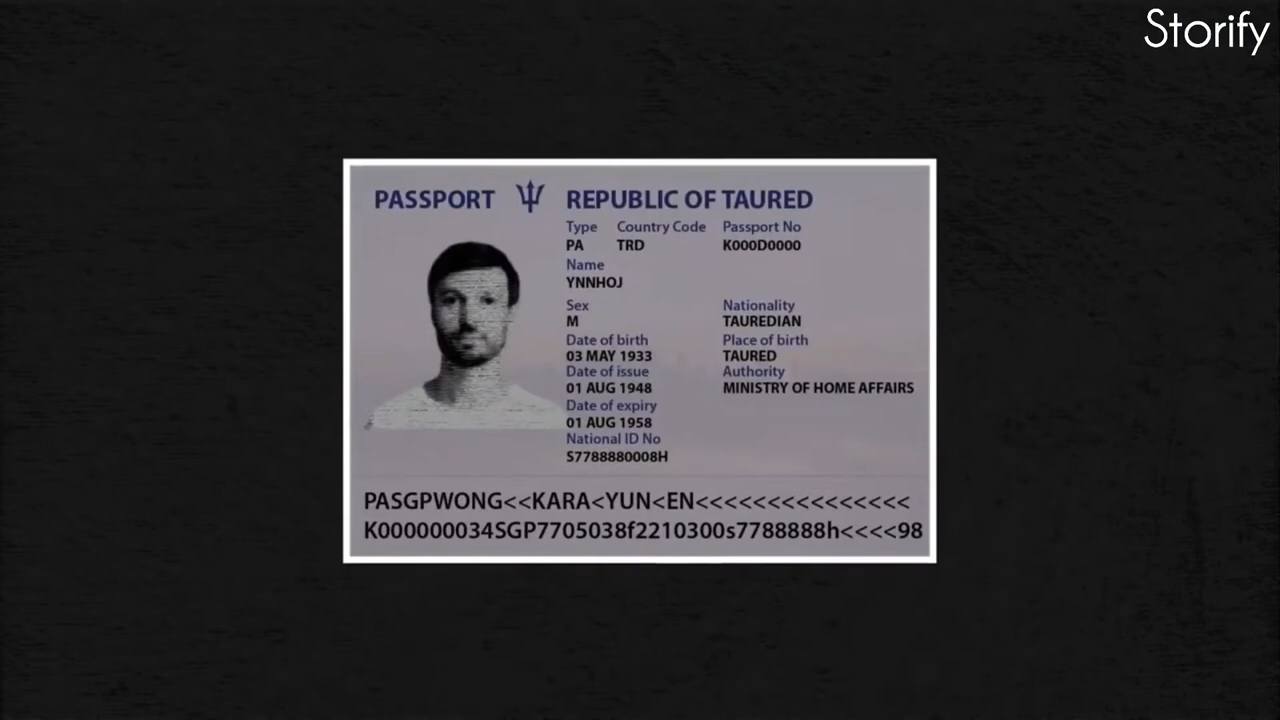 Storify
PASSPORT REPUBLIC OF TAURED
Type Country Code Passport No
PA TRD K000D0000
Name
YNNHOJ
Sex Nationality
M TAUREDIAN
Date of birth Place of birth
03 MAY 1933 TAURED
Date of issue Authority
01 AUG 1948 MINISTRY OF HOME AFFAIRS
Date of expiry
01 AUG 1958
National ID No
S7788880008H
PASGPWONG<<KARA<YUN<EN<<<<<<<<<<<<<<<
K000000034SGP7705038f2210300s7788888h<<<<98